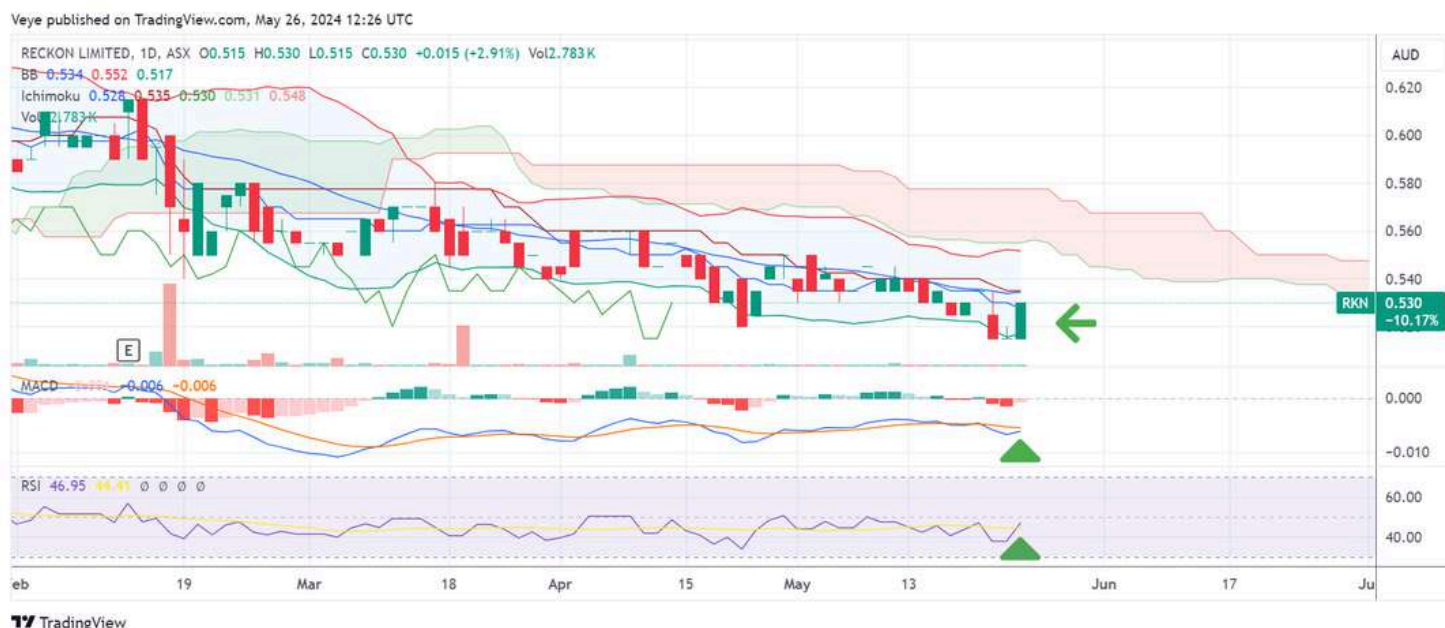 Veye published on TradingView.com, May 26, 2024 12:26 UTC
RECKON LIMITED, 1D, ASX O0.515 H0.530 L0.515 C0.530 +0.015 (+2.91%) Vol2.783 K
AUD
BB 0.534 0.552 0.517
Ichimoku 0.528 0.535 0.530 0.531 0.548
Vol 2.783 K
0.620
0.600
0.580
0.560
0.540
RKN 0.530
−10.17%
E
MACD −0.006 −0.006
0.000
−0.010
RSI 46.95 44.41 Ø Ø Ø Ø
60.00
40.00
19 Mar 18 Apr 15 May 13 Jun 17
TradingView